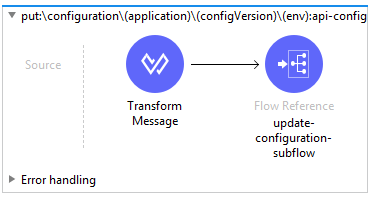 put:\configuration\(application)\(configVersion)\(env):api-config
Source
Transform
Message
Flow Reference
update-
configuration-
subflow
Error handling